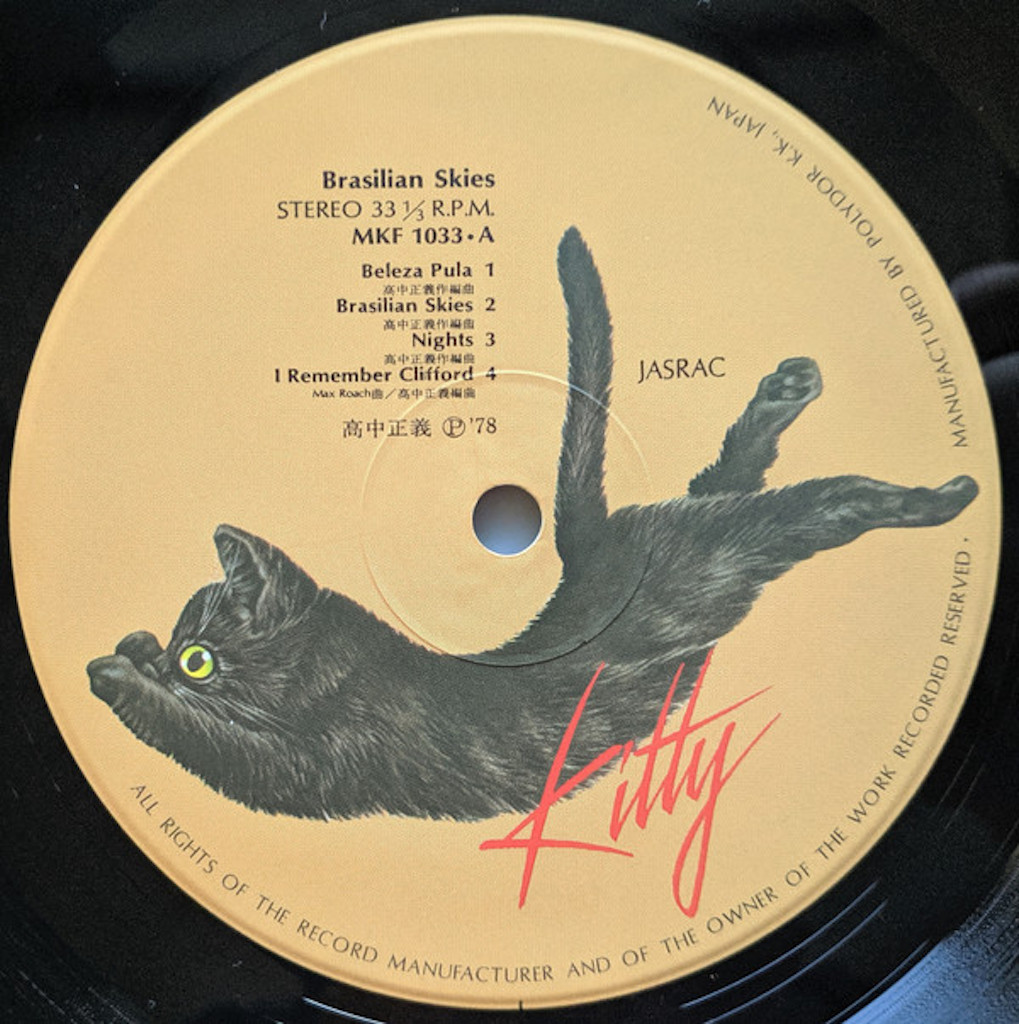 Brasilian Skies
STEREO 33 1/3 R.P.M.
MKF 1033・A
Beleza Pula 1
高中正義作編曲
Brasilian Skies 2
高中正義作編曲
Nights 3
高中正義作編曲
I Remember Clifford 4
Max Roach曲／高中正義編曲
高中正義 Ⓟ'78
JASRAC
Kitty
MANUFACTURED BY POLYDOR K.K., JAPAN
ALL RIGHTS OF THE RECORD MANUFACTURER AND OF THE OWNER OF THE WORK RECORDED RESERVED,